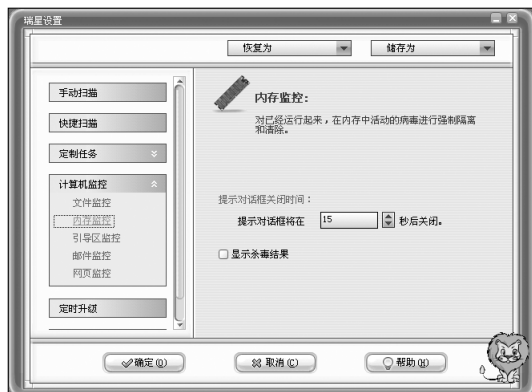 瑞星设置
恢复为
储存为
手动扫描
快捷扫描
定制任务
计算机监控
文件监控
内存监控
引导区监控
邮件监控
网页监控
定时升级
内存监控:
对已经运行起来,在内存中活动的病毒进行强制隔离
和清除。
提示对话框关闭时间:
提示对话框将在 15 秒后关闭。
显示杀毒结果
确定(O)
取消(C)
帮助(H)